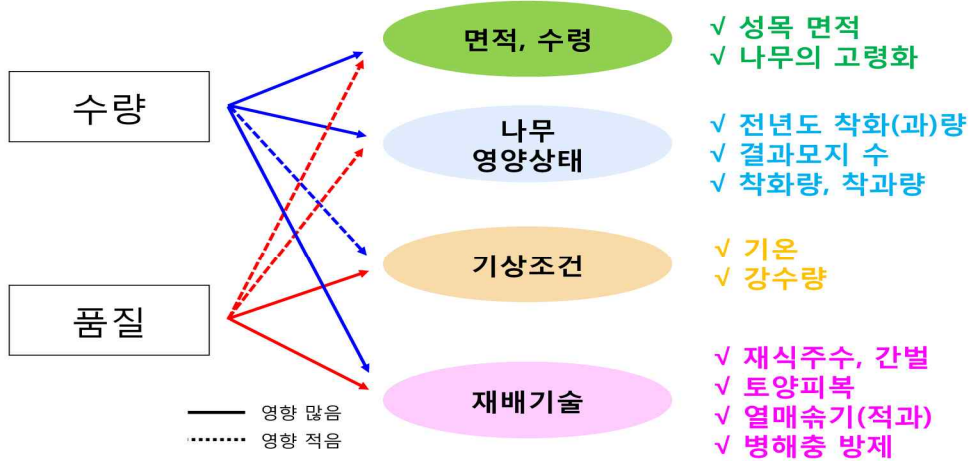 수량
품질
면적, 수령
나무
영양상태
기상조건
재배기술
√ 성목 면적
√ 나무의 고령화
√ 전년도 착화(과)량
√ 결과모지 수
√ 착화량, 착과량
√ 기온
√ 강수량
√ 재식주수, 간벌
√ 토양피복
√ 열매솎기(적과)
√ 병해충 방제
영향 많음
영향 적음